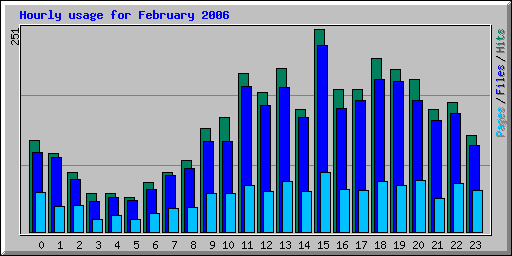 Hourly usage for February 2006
251
Pages / Files / Hits
0 1 2 3 4 5 6 7 8 9 10 11 12 13 14 15 16 17 18 19 20 21 22 23